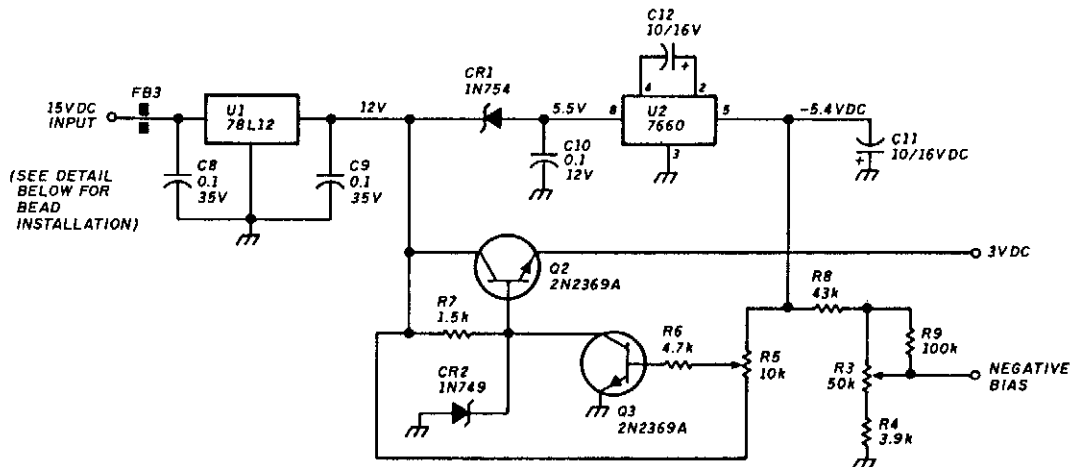 C12
10/16V
+
4
2
FB3
15V DC
INPUT
U1
78L12
12V
CR1
1N754
5.5V
8
U2
7660
5
3
-5.4VDC
C11
10/16VDC
+
C10
0.1
12V
C8
0.1
35V
C9
0.1
35V
(SEE DETAIL
BELOW FOR
BEAD
INSTALLATION)
Q2
2N2369A
3VDC
R8
43k
R7
1.5k
R6
4.7k
R5
10k
R9
100k
R3
50k
NEGATIVE
BIAS
CR2
1N749
Q3
2N2369A
R4
3.9k